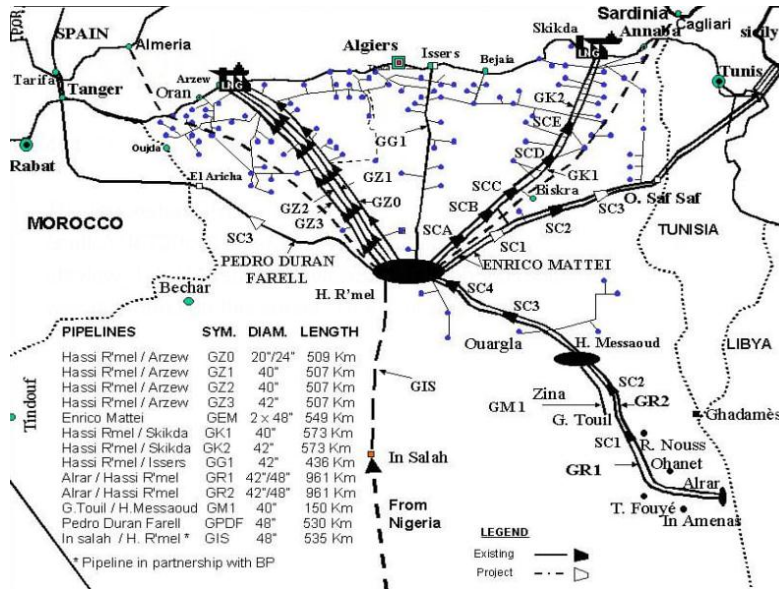 Sardinia
Cagliari
SPAIN
Almeria
Skikda
Annaba
sicily
Algiers
Issers
Bejaia
Tarifa
Tanger
Arzew
Oran
LNG
LNG
Tunis
GK2
SCE
GG1
SCD
GK1
Rabat
Oujda
El Aricha
GZ1
GZ0
GZ2
GZ3
SCC
SCB
SCA
Biskra
SC1
SC2
SC3
O. Saf Saf
MOROCCO
SC3
PEDRO DURAN
FARELL
ENRICO MATTEI
TUNISIA
H. R'mel
SC4
SC3
Bechar
Ouargla
H. Messaoud
LIBYA
PIPELINES SYM. DIAM. LENGTH
Hassi R'mel / Arzew GZ0 20"/24" 509 Km
Hassi R'mel / Arzew GZ1 40" 507 Km
Hassi R'mel / Arzew GZ2 40" 507 Km
Hassi R'mel / Arzew GZ3 42" 507 Km
Enrico Mattei GEM 2 x 48" 549 Km
Hassi Rmel / Skikda GK1 40" 573 Km
Hassi R'mel / Skikda GK2 42" 573 Km
Hassi R'mel / Issers GG1 42" 436 Km
Alrar / Hassi R'mel GR1 42"/48" 961 Km
Alrar / Hassi R'mel GR2 42"/48" 961 Km
G.Touil / H.Messaoud GM1 40" 150 Km
Pedro Duran Farell GPDF 48" 530 Km
In salah / H. R'mel * GIS 48" 535 Km
* Pipeline in partnership with BP
Tindouf
GIS
In Salah
From
Nigeria
Zina
GM1
G. Touil
SC2
GR2
SC1
GR1
Ghadamès
R. Nouss
Ohanet
Alrar
T. Fouyé
In Amenas
LEGEND
Existing
Project